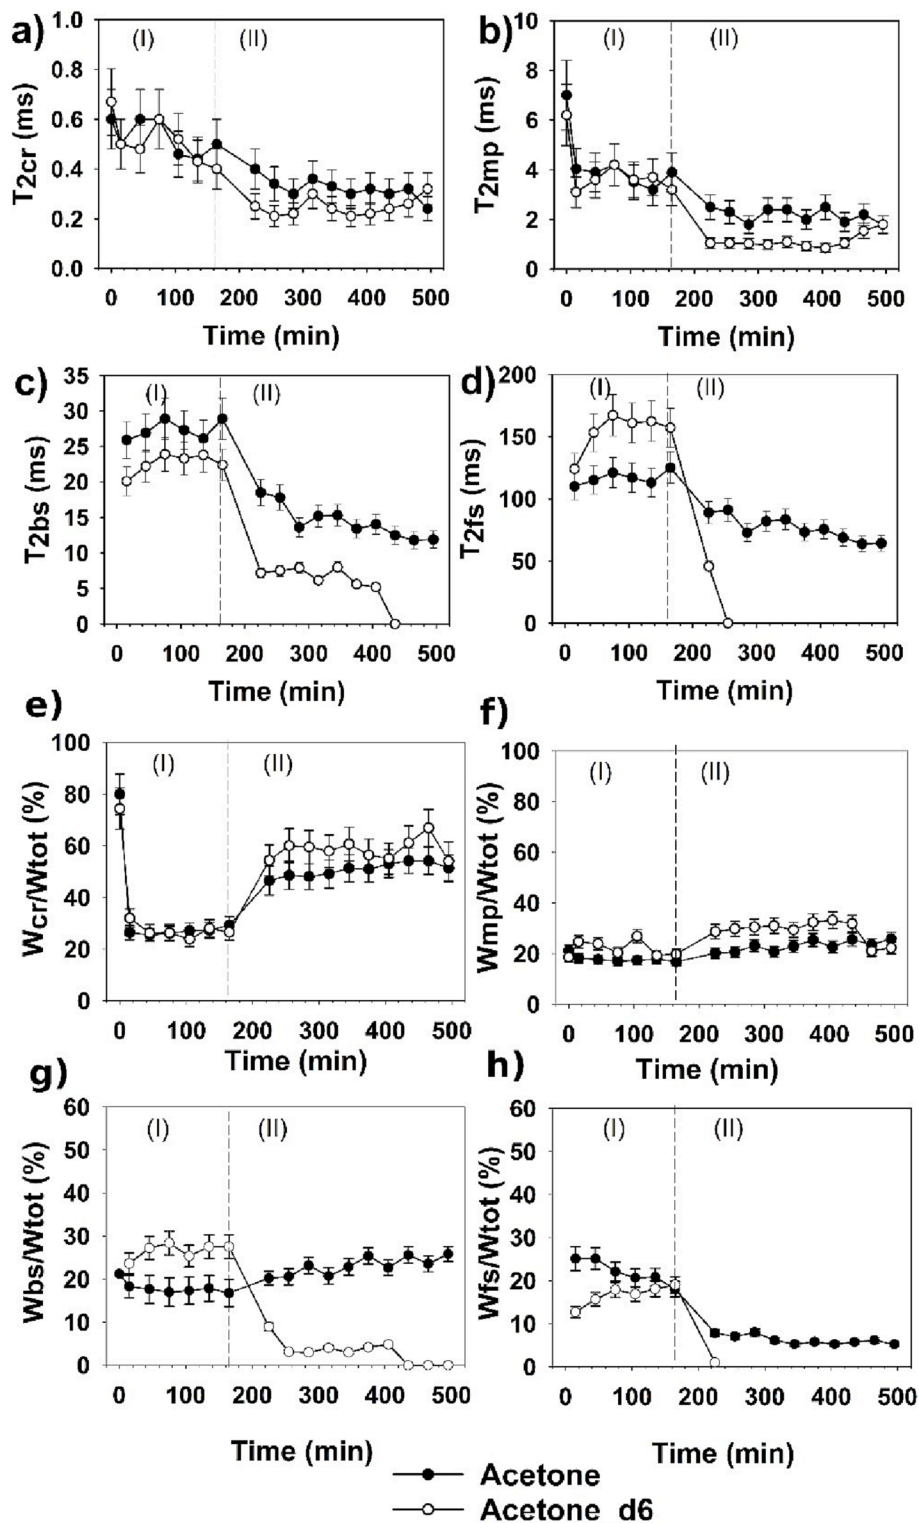 a)
(I)
(II)
1.0
0.8
0.6
0.4
0.2
0.0
T2cr (ms)
0 100 200 300 400 500
Time (min)
b)
(I)
(II)
10
8
6
4
2
0
T2mp (ms)
0 100 200 300 400 500
Time (min)
c)
(I)
(II)
35
30
25
20
15
10
5
0
T2bs (ms)
0 100 200 300 400 500
Time (min)
d)
(I)
(II)
200
150
100
50
0
T2fs (ms)
0 100 200 300 400 500
Time (min)
e)
(I)
(II)
100
80
60
40
20
0
Wcr/Wtot (%)
0 100 200 300 400 500
Time (min)
f)
(I)
(II)
100
80
60
40
20
0
Wmp/Wtot (%)
0 100 200 300 400 500
Time (min)
g)
(I)
(II)
60
50
40
30
20
10
0
Wbs/Wtot (%)
0 100 200 300 400 500
Time (min)
h)
(I)
(II)
60
50
40
30
20
10
0
Wfs/Wtot (%)
0 100 200 300 400 500
Time (min)
Acetone
Acetone d6